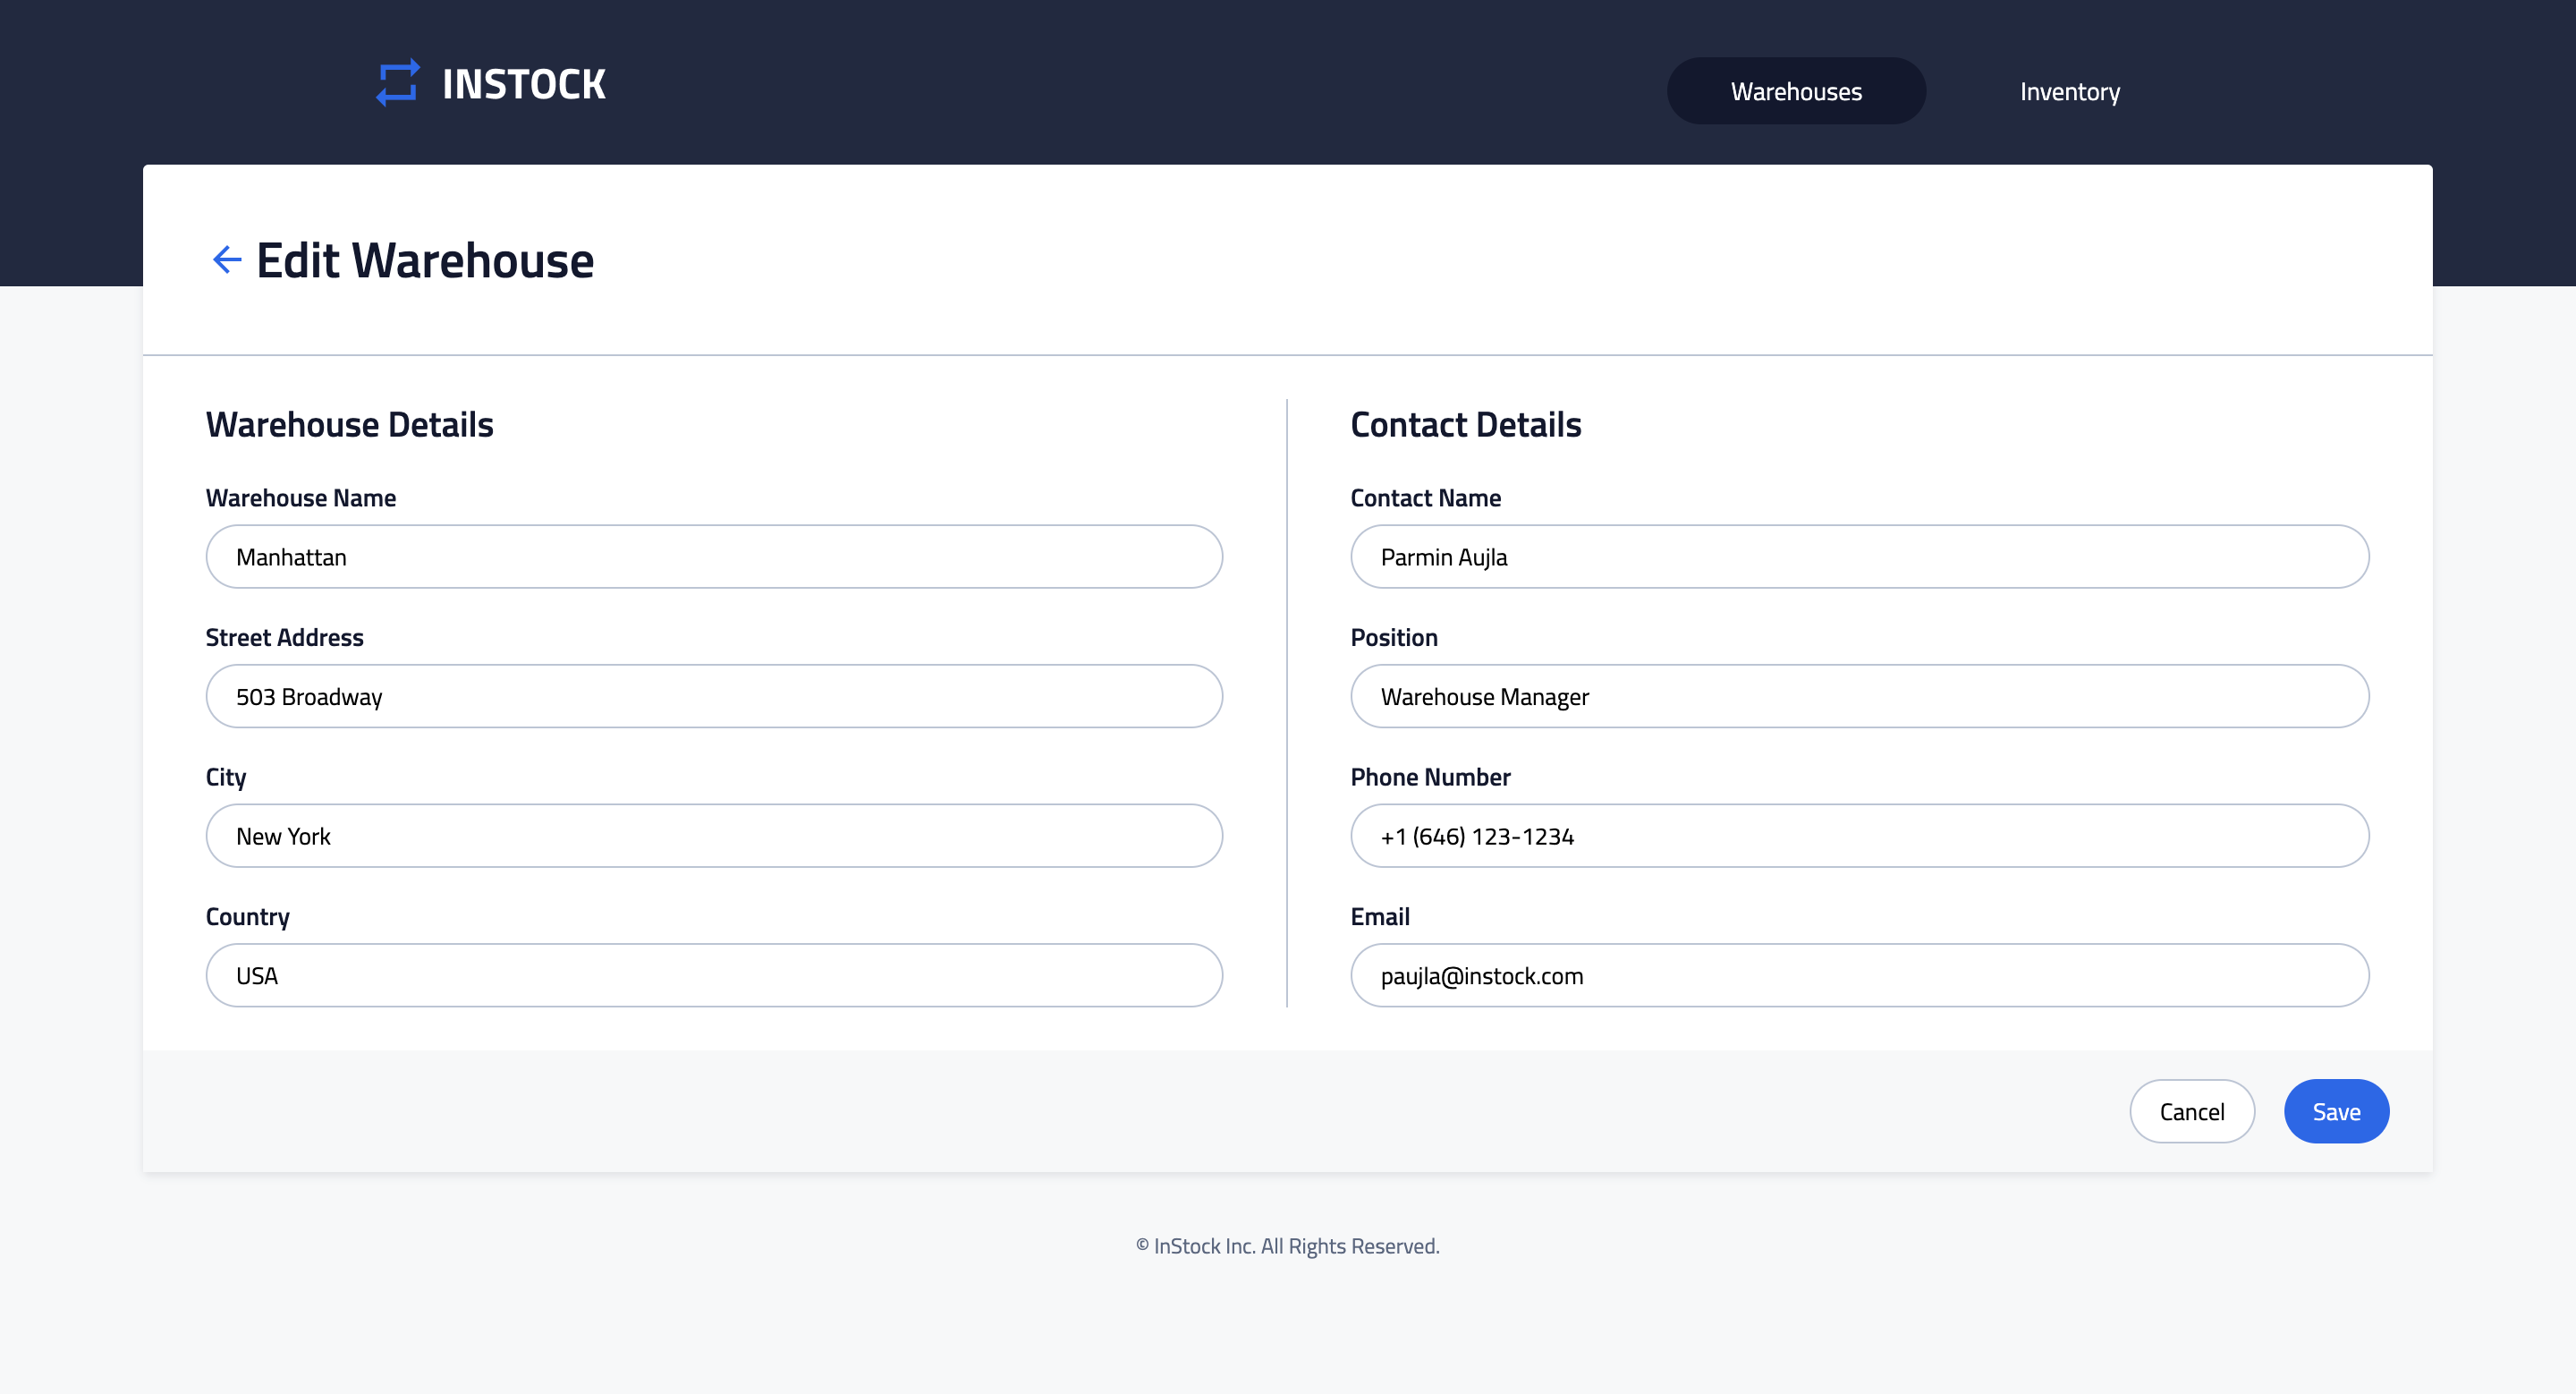 INSTOCK
Warehouses
Inventory
Edit Warehouse
Warehouse Details
Warehouse Name
Manhattan
Street Address
503 Broadway
City
New York
Country
USA
Contact Details
Contact Name
Parmin Aujla
Position
Warehouse Manager
Phone Number
+1 (646) 123-1234
Email
paujla@instock.com
Cancel
Save
© InStock Inc. All Rights Reserved.